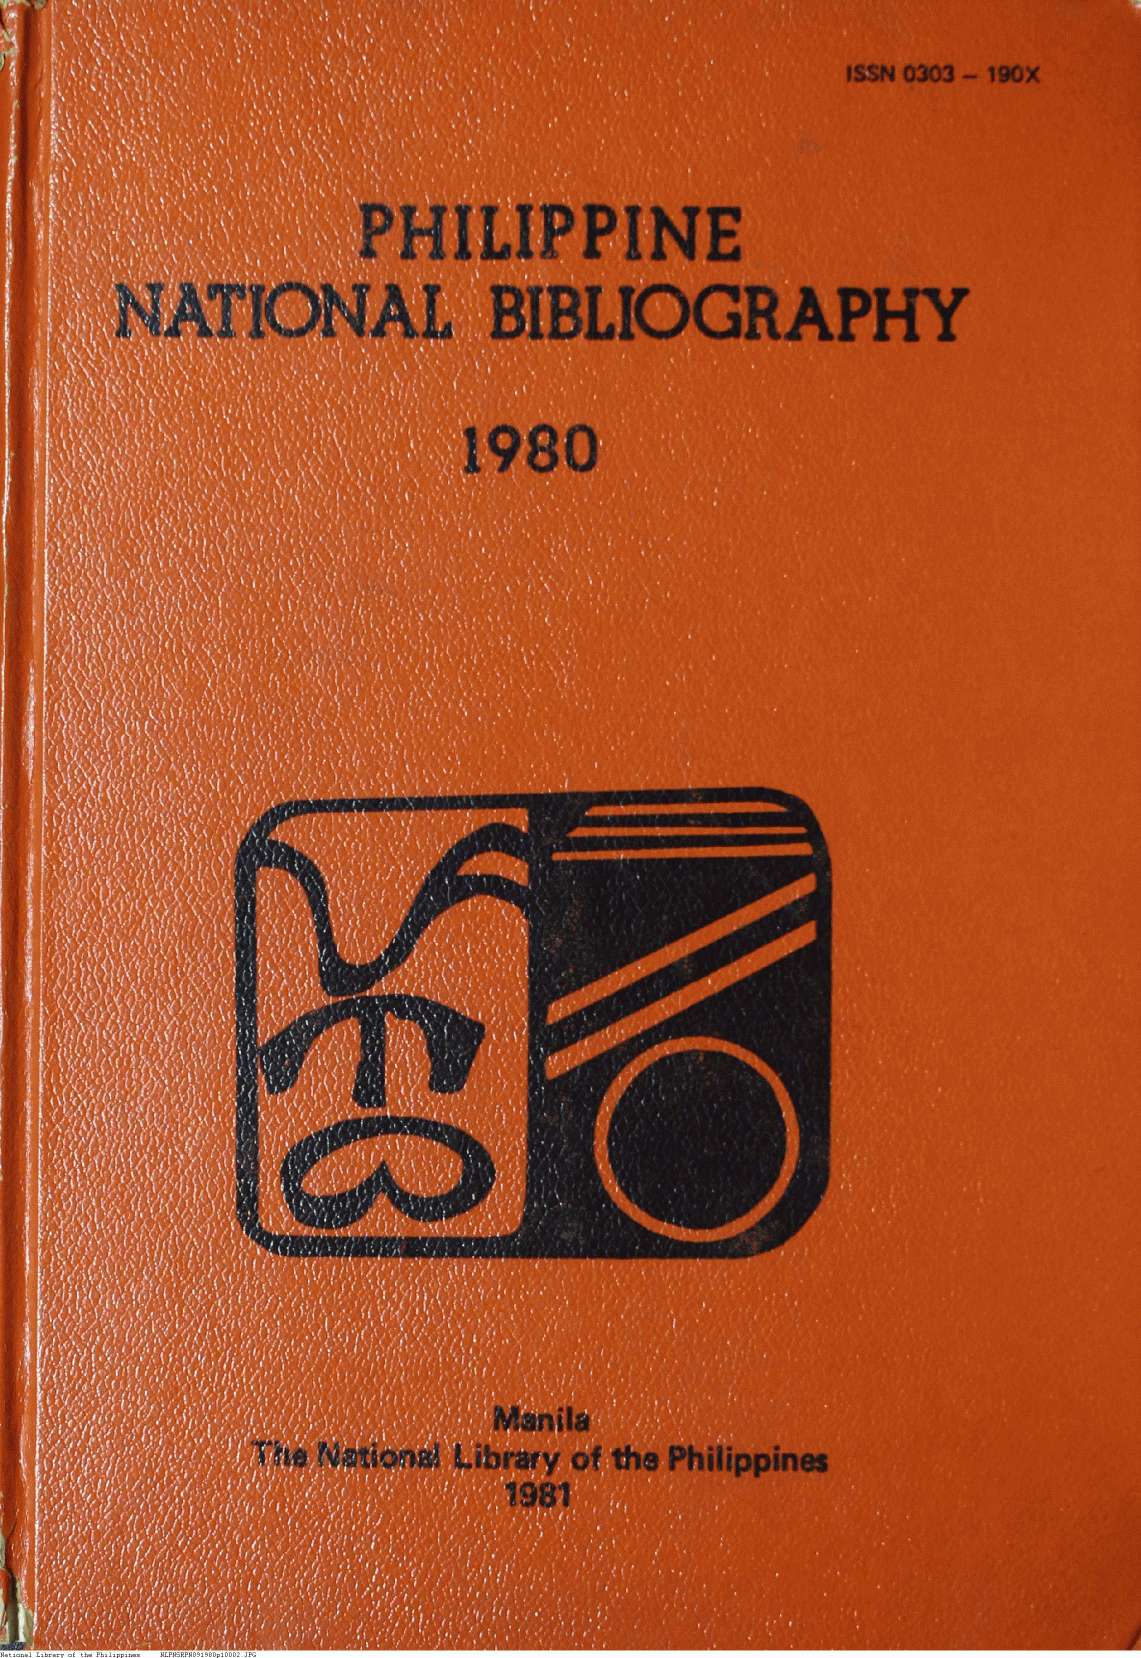 ISSN 0303 – 190X
PHILIPPINE
NATIONAL BIBLIOGRAPHY
1980
Manila
The National Library of the Philippines
1981
National Library of the Philippines NLPNSRPN091980p10002.JPG